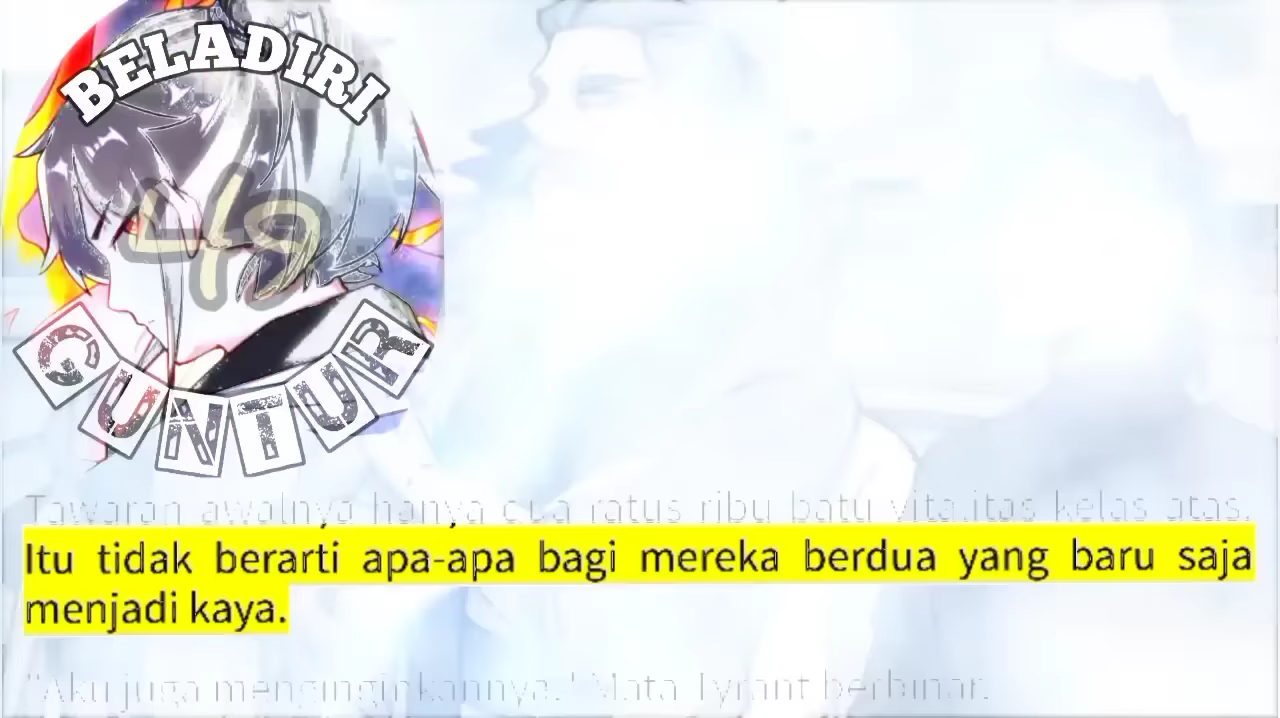 BELADIRI
49
GUNTUR
Tawaran awalnya hanya dua ratus ribu batu vitalitas kelas atas.
Itu tidak berarti apa-apa bagi mereka berdua yang baru saja
menjadi kaya.
"Aku juga menginginkannya." Mata Tyrant berbinar.